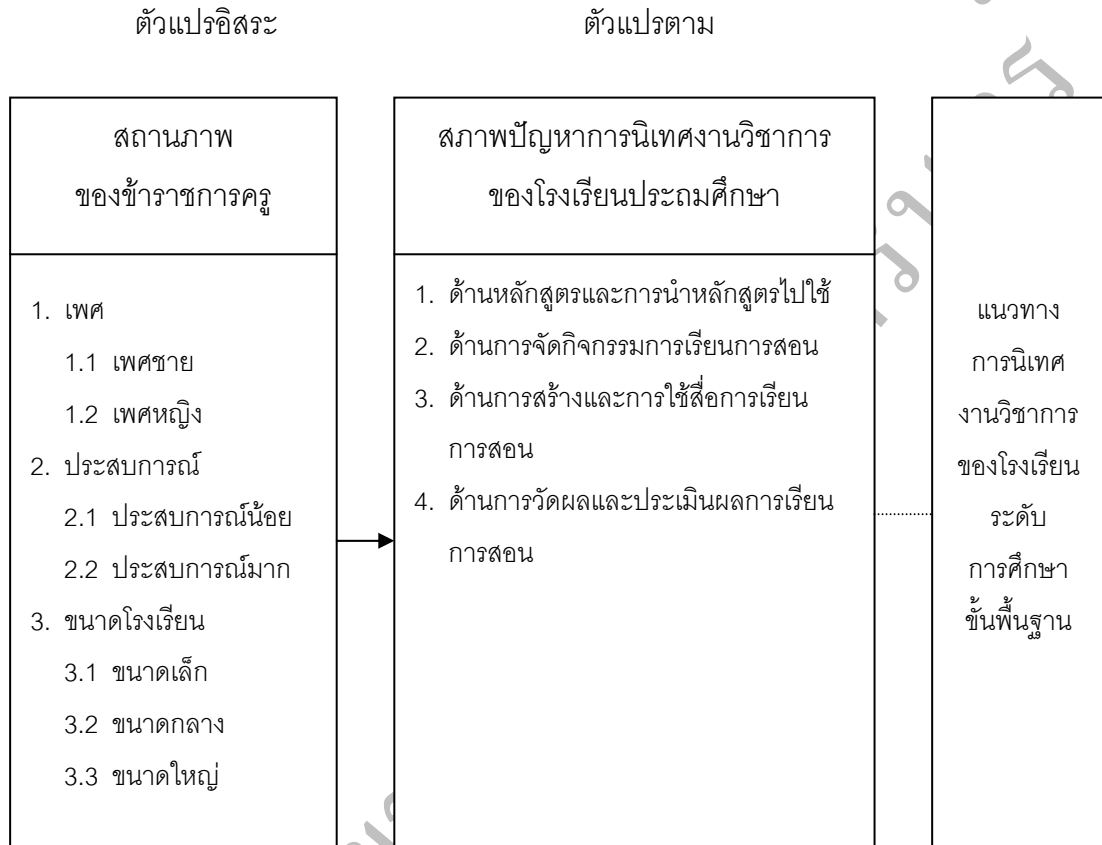 ตัวแปรอิสระ
ตัวแปรตาม
สถานภาพ
ของข้าราชการครู
1. เพศ
1.1 เพศชาย
1.2 เพศหญิง
2. ประสบการณ์
2.1 ประสบการณ์น้อย
2.2 ประสบการณ์มาก
3. ขนาดโรงเรียน
3.1 ขนาดเล็ก
3.2 ขนาดกลาง
3.3 ขนาดใหญ่
สภาพปัญหาการนิเทศงานวิชาการ
ของโรงเรียนประถมศึกษา
1. ด้านหลักสูตรและการนำหลักสูตรไปใช้
2. ด้านการจัดกิจกรรมการเรียนการสอน
3. ด้านการสร้างและการใช้สื่อการเรียน
การสอน
4. ด้านการวัดผลและประเมินผลการเรียน
การสอน
แนวทาง
การนิเทศ
งานวิชาการ
ของโรงเรียน
ระดับ
การศึกษา
ขั้นพื้นฐาน